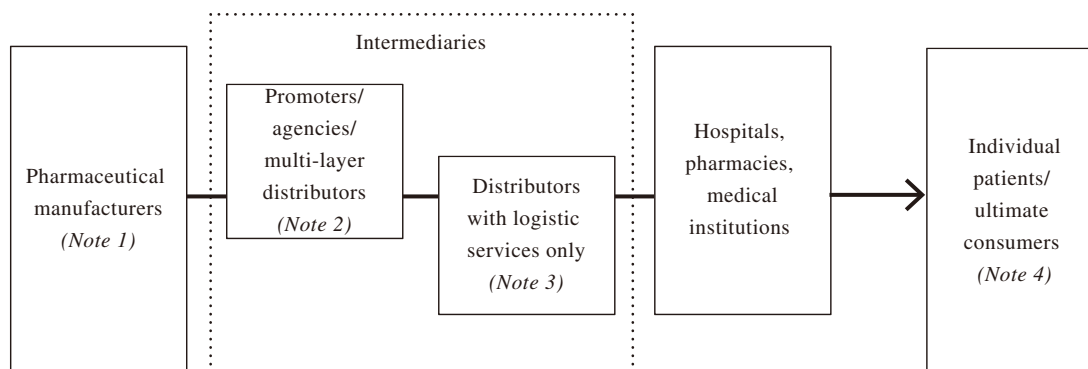 Intermediaries
Pharmaceutical
manufacturers
(Note 1)
Promoters/
agencies/
multi-layer
distributors
(Note 2)
Distributors
with logistic
services only
(Note 3)
Hospitals,
pharmacies,
medical
institutions
Individual
patients/
ultimate
consumers
(Note 4)